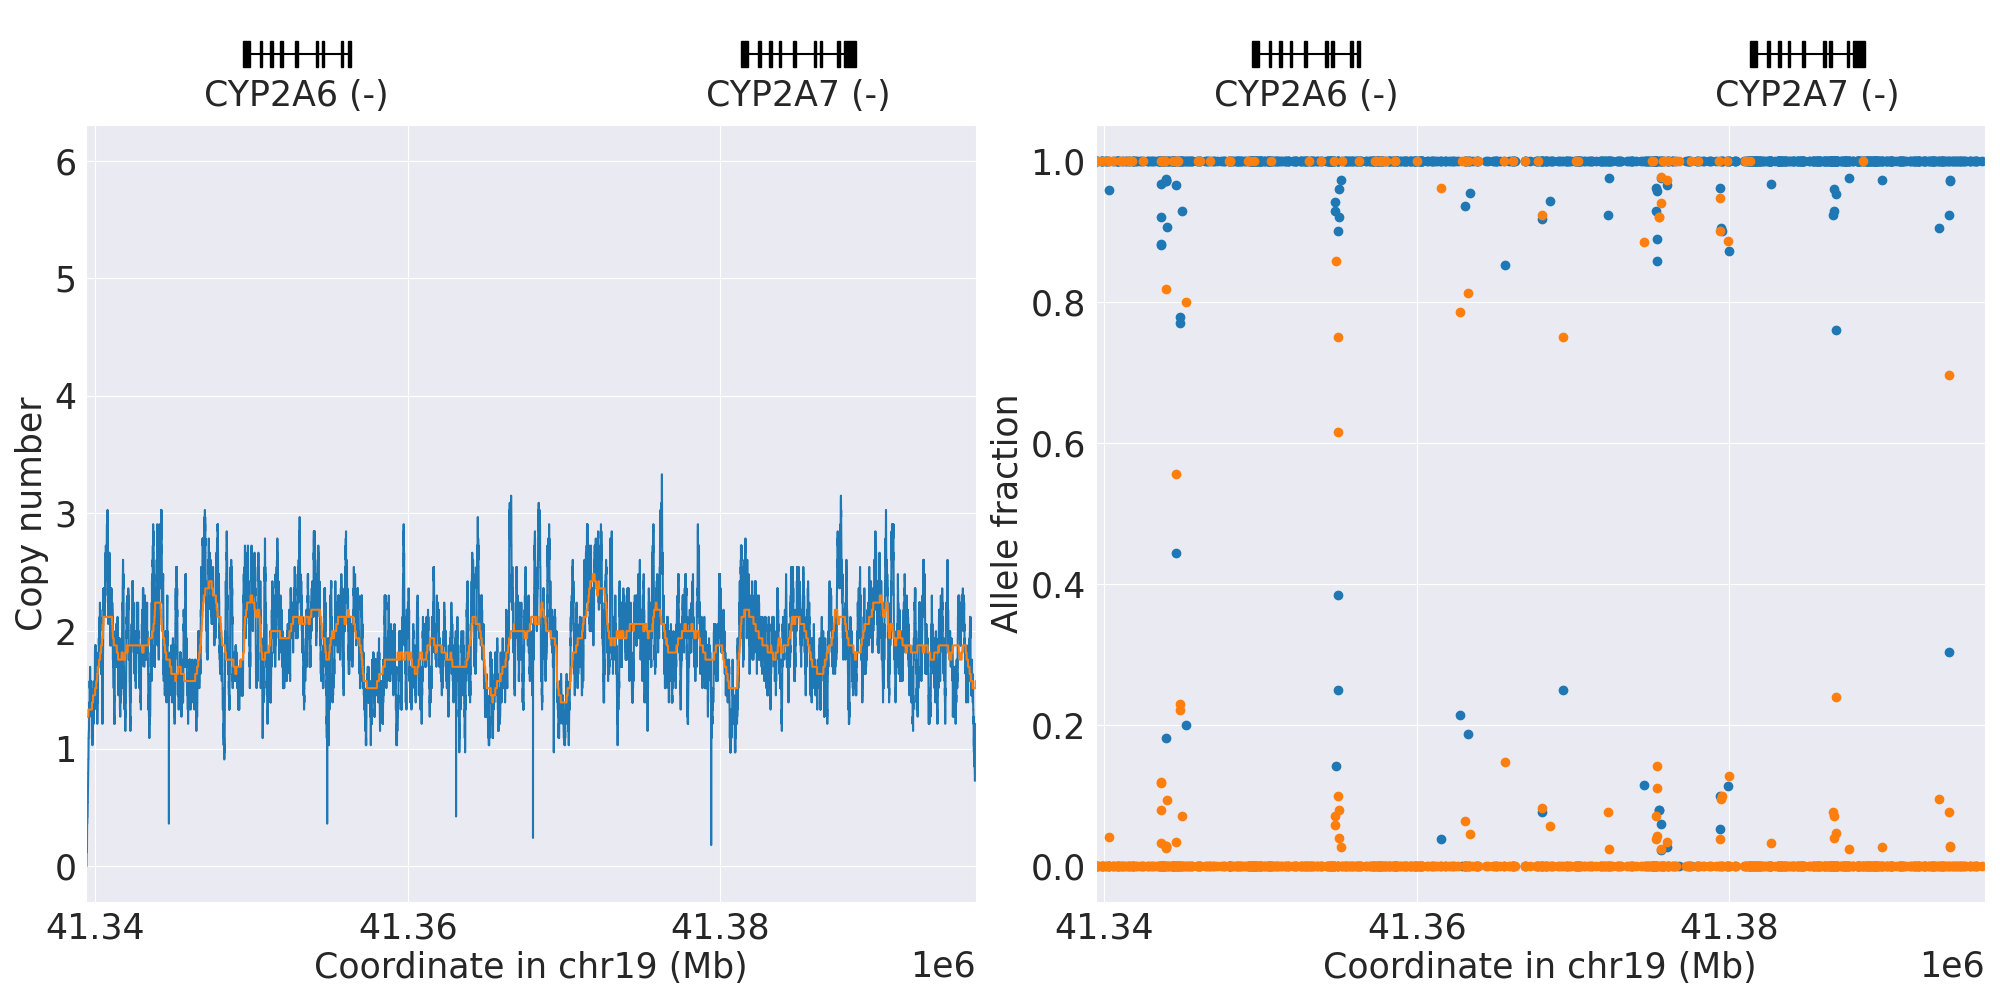 CYP2A6 (-)
CYP2A7 (-)
CYP2A6 (-)
CYP2A7 (-)
6
5
4
3
2
1
0
Copy number
41.34
41.36
41.38
Coordinate in chr19 (Mb)
1e6
1.0
0.8
0.6
0.4
0.2
0.0
Allele fraction
41.34
41.36
41.38
Coordinate in chr19 (Mb)
1e6